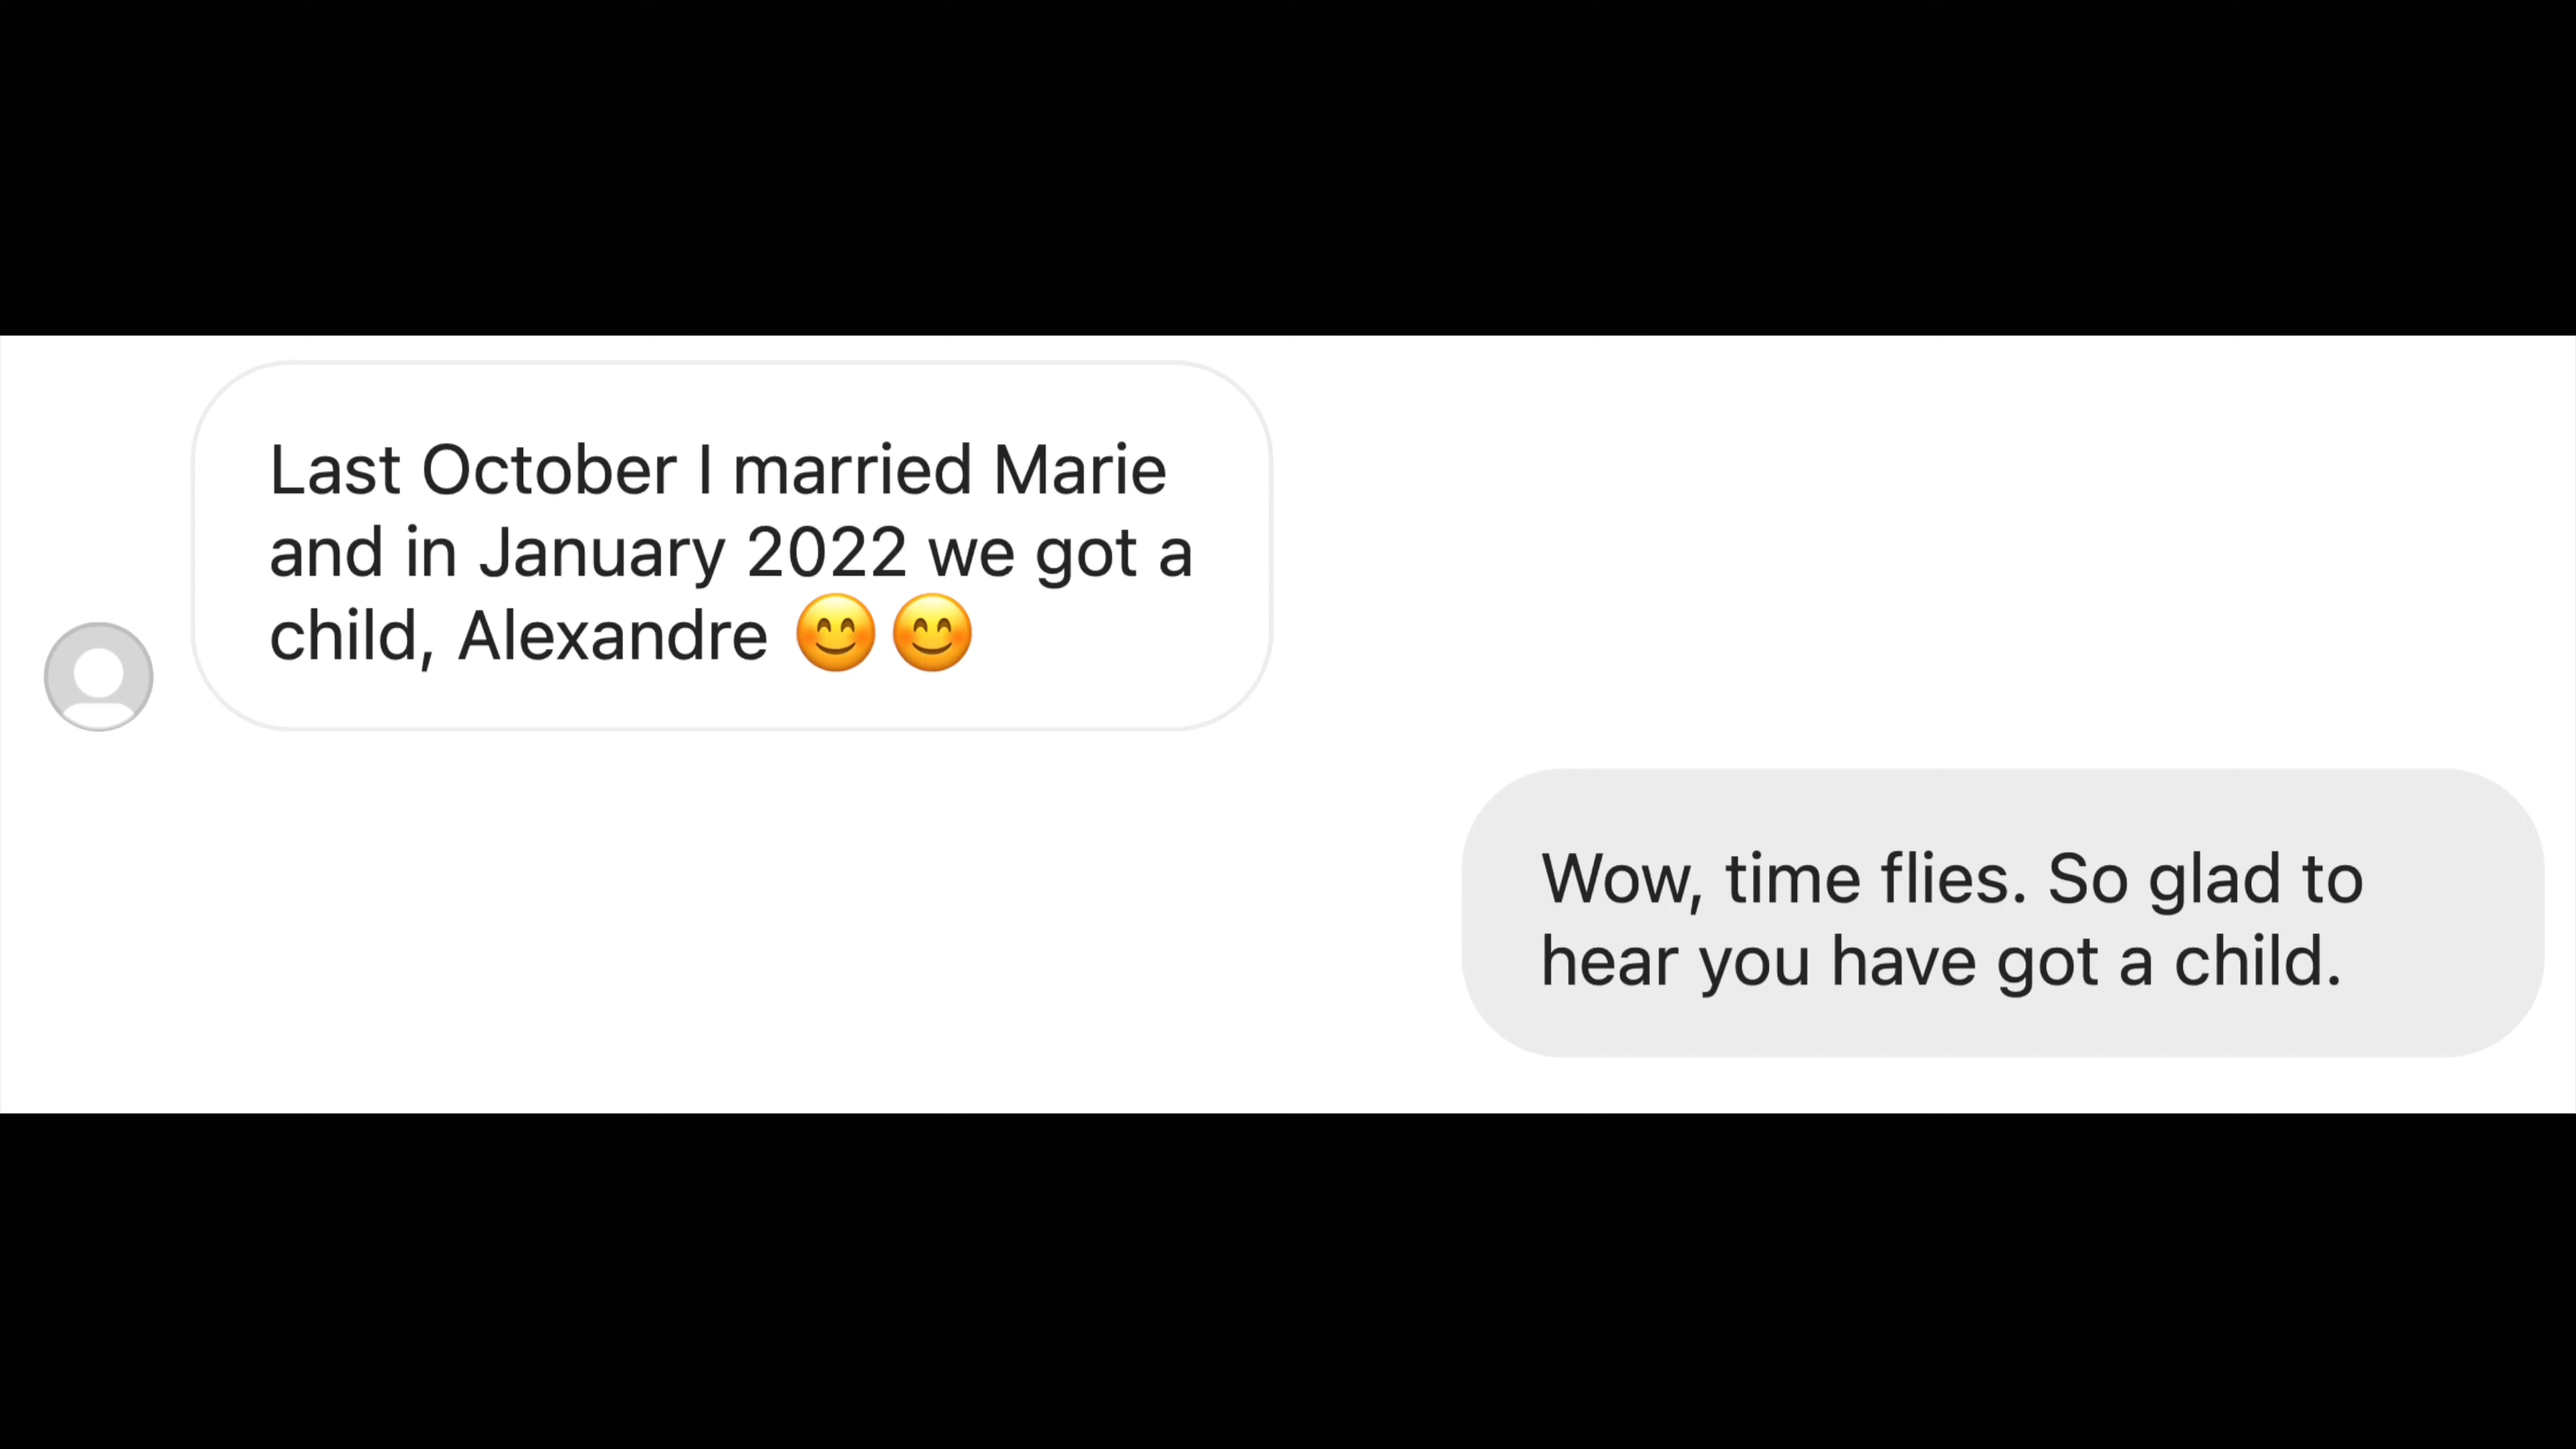 Last October I married Marie
and in January 2022 we got a
child, Alexandre 😊😊
Wow, time flies. So glad to
hear you have got a child.